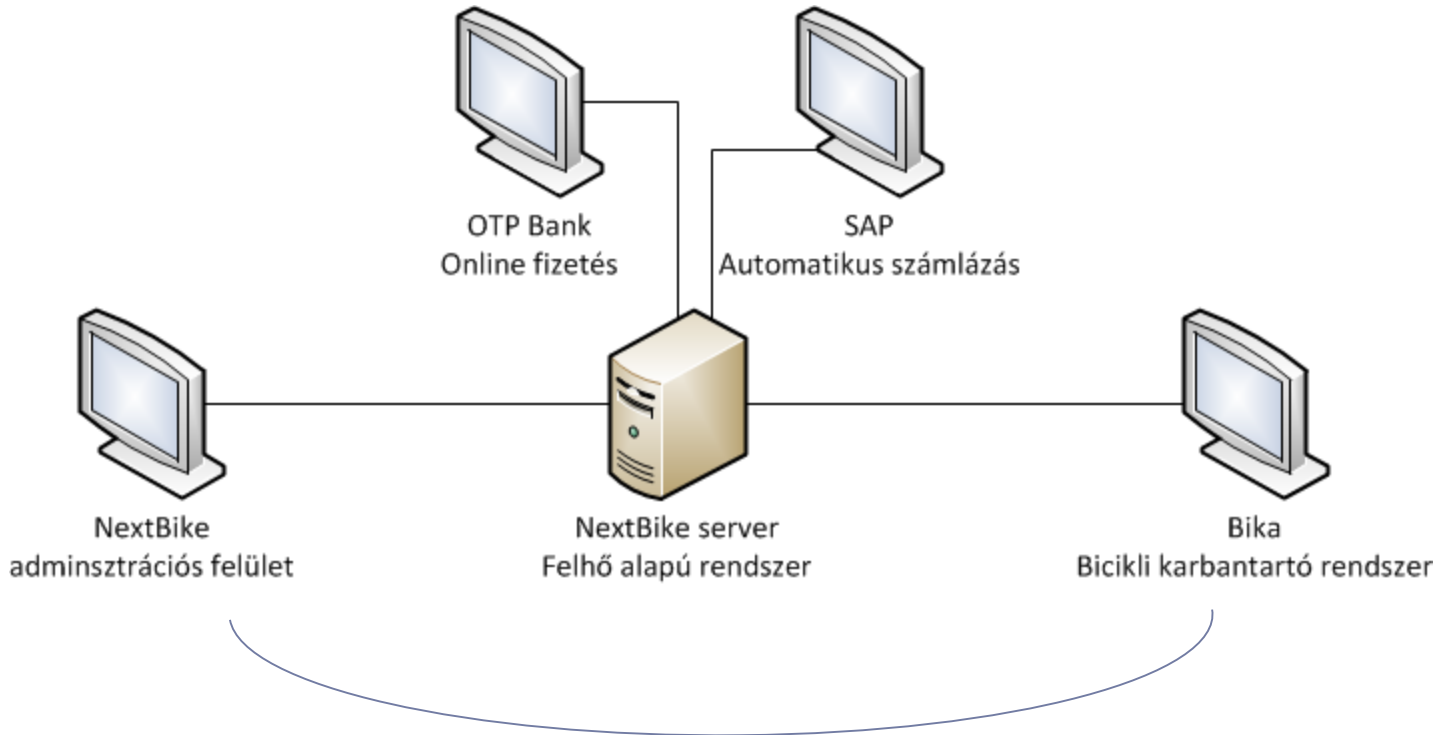 OTP Bank
Online fizetés
SAP
Automatikus számlázás
NextBike
adminsztrációs felület
NextBike server
Felhő alapú rendszer
Bika
Bicikli karbantartó rendszer